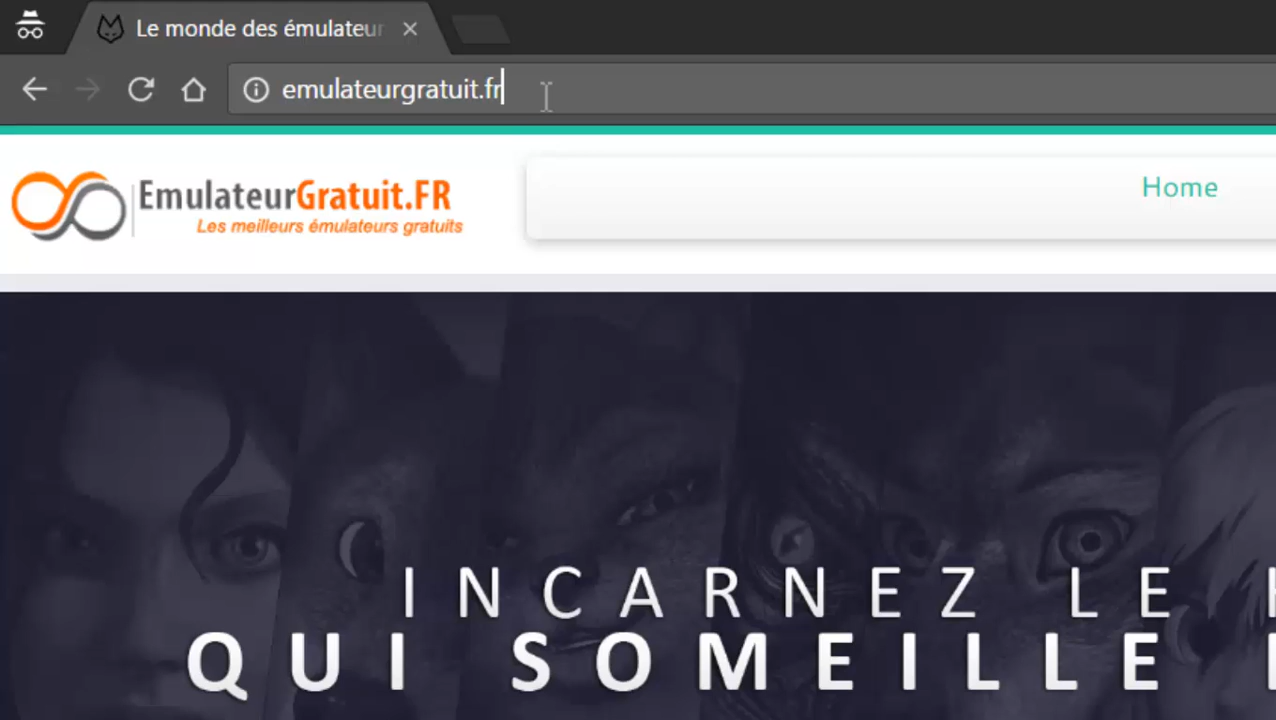 Le monde des émulateur
emulateurgratuit.fr
EmulateurGratuit.FR
Les meilleurs émulateurs gratuits
Home
INCARNEZ LE
QUI SOMEILLE